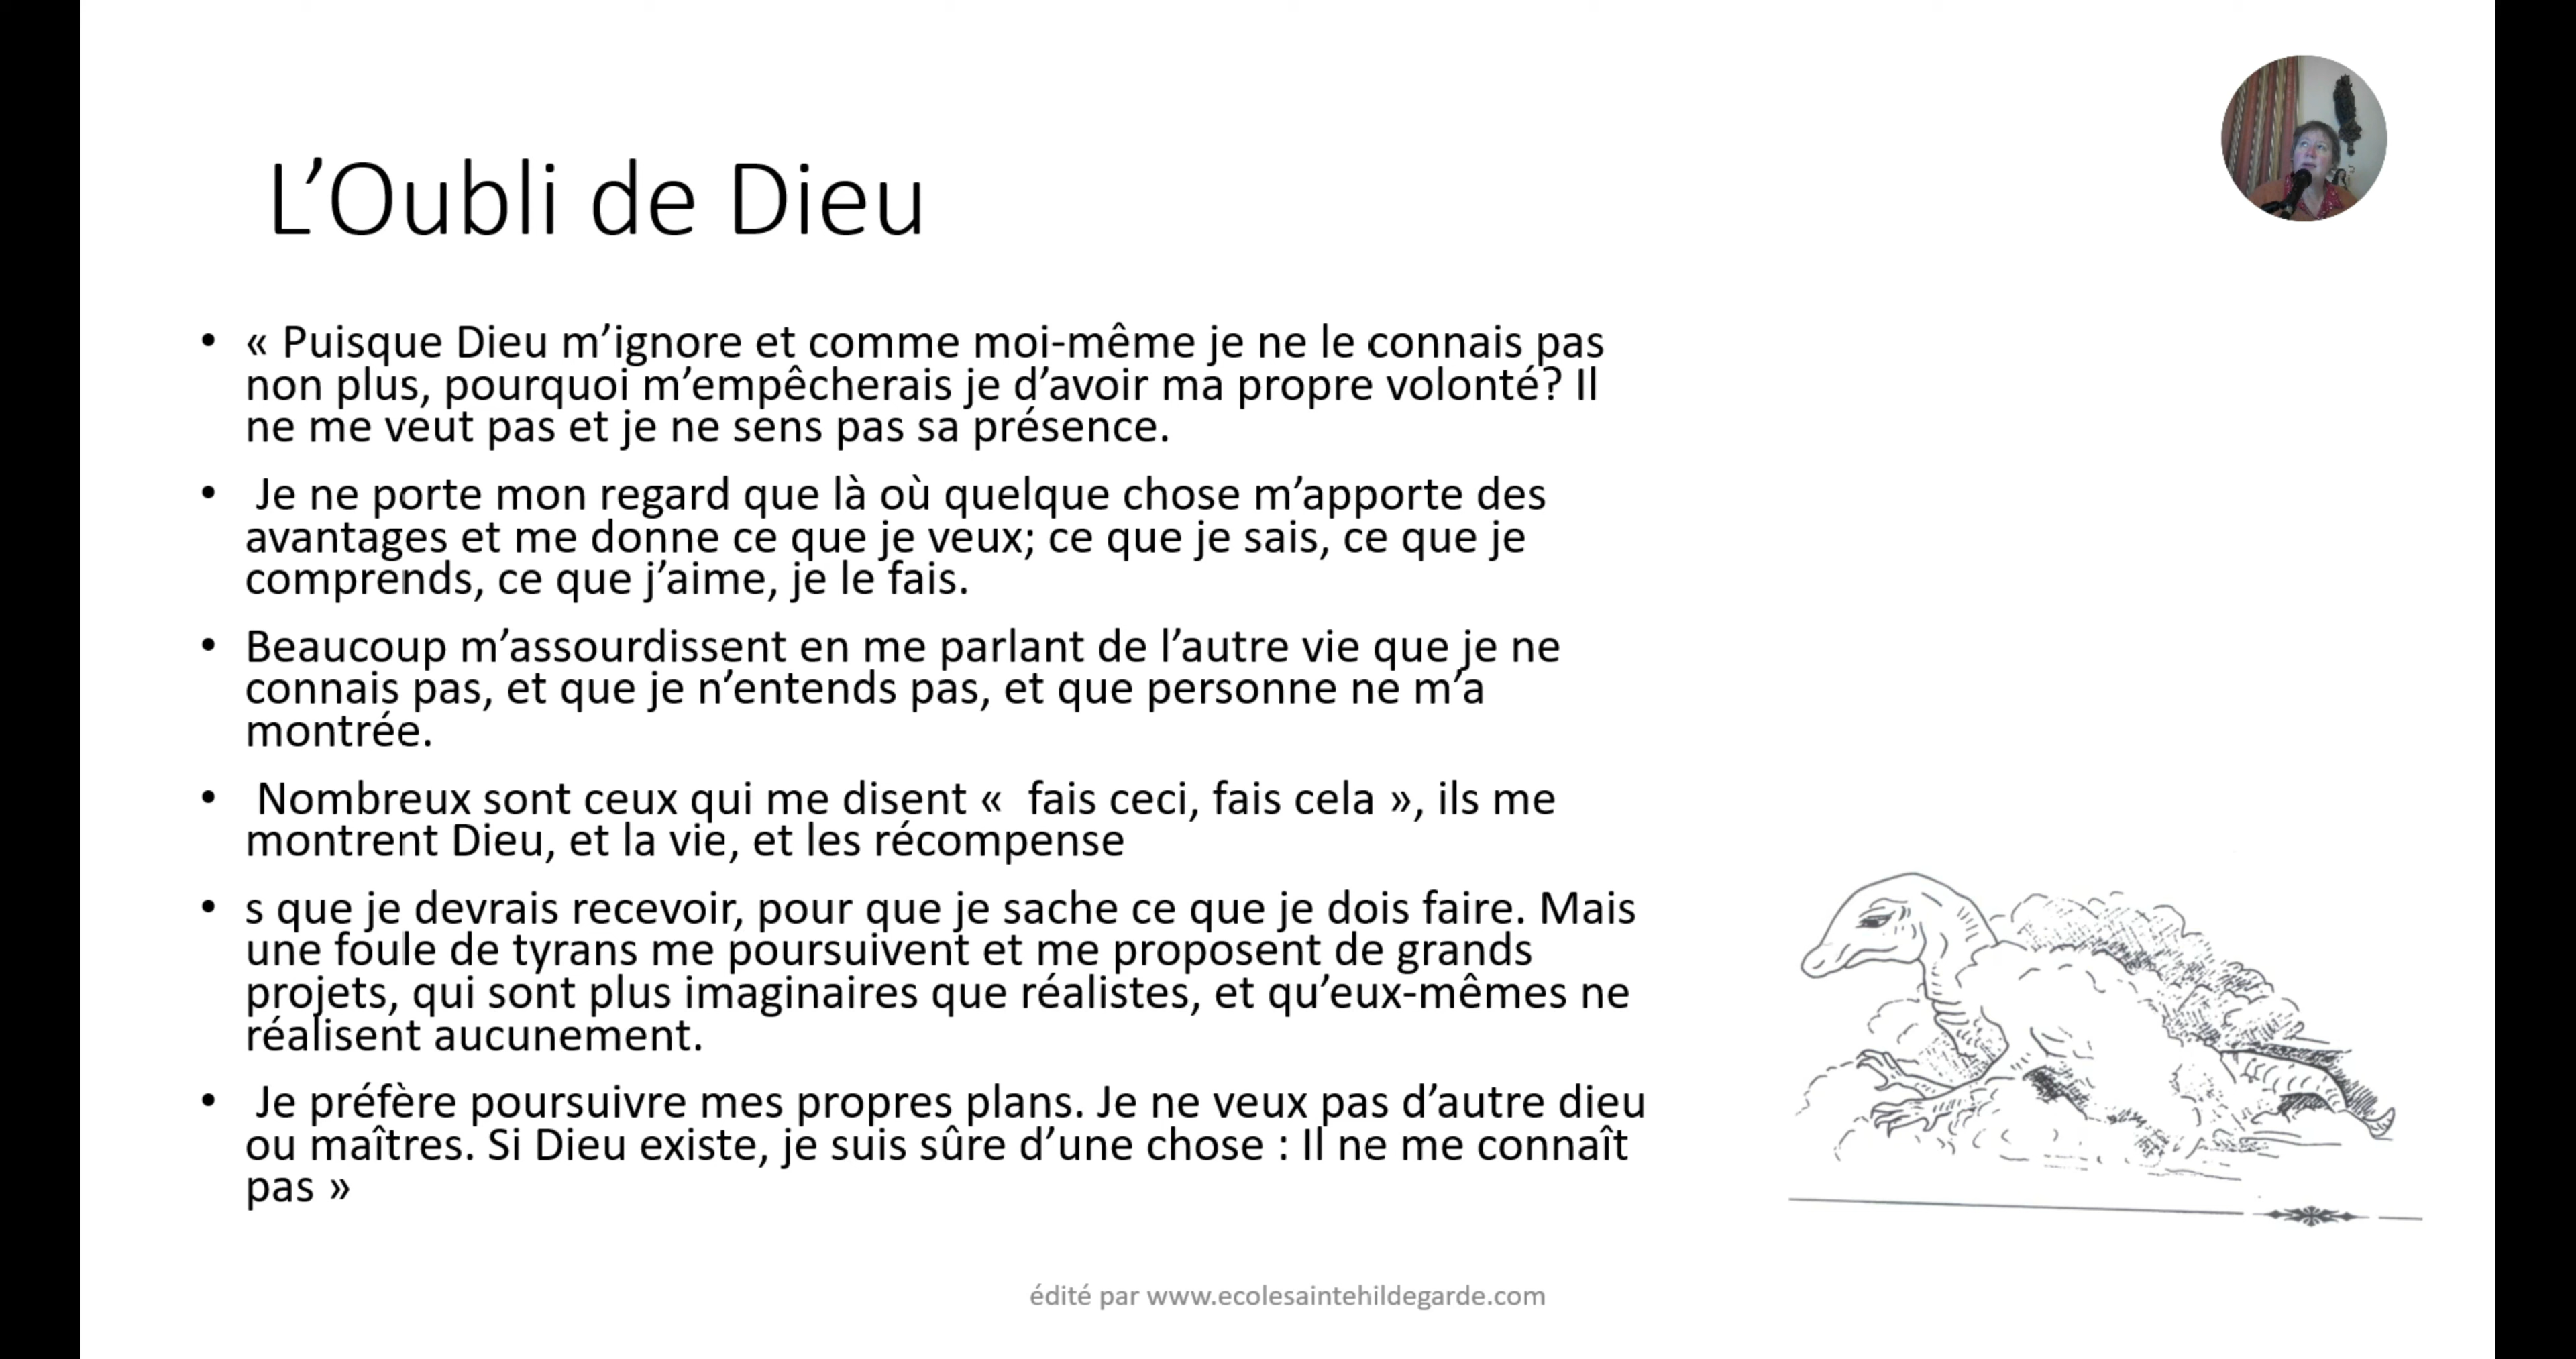 L’Oubli de Dieu
• « Puisque Dieu m’ignore et comme moi-même je ne le connais pas
non plus, pourquoi m’empêcherais je d’avoir ma propre volonté? Il
ne me veut pas et je ne sens pas sa présence.
• Je ne porte mon regard que là où quelque chose m’apporte des
avantages et me donne ce que je veux; ce que je sais, ce que je
comprends, ce que j’aime, je le fais.
• Beaucoup m’assourdissent en me parlant de l’autre vie que je ne
connais pas, et que je n’entends pas, et que personne ne m’a
montrée.
• Nombreux sont ceux qui me disent «  fais ceci, fais cela », ils me
montrent Dieu, et la vie, et les récompense
• s que je devrais recevoir, pour que je sache ce que je dois faire. Mais
une foule de tyrans me poursuivent et me proposent de grands
projets, qui sont plus imaginaires que réalistes, et qu’eux-mêmes ne
réalisent aucunement.
• Je préfère poursuivre mes propres plans. Je ne veux pas d’autre dieu
ou maîtres. Si Dieu existe, je suis sûre d’une chose : Il ne me connaît
pas »
édité par www.ecolesaintehildegarde.com